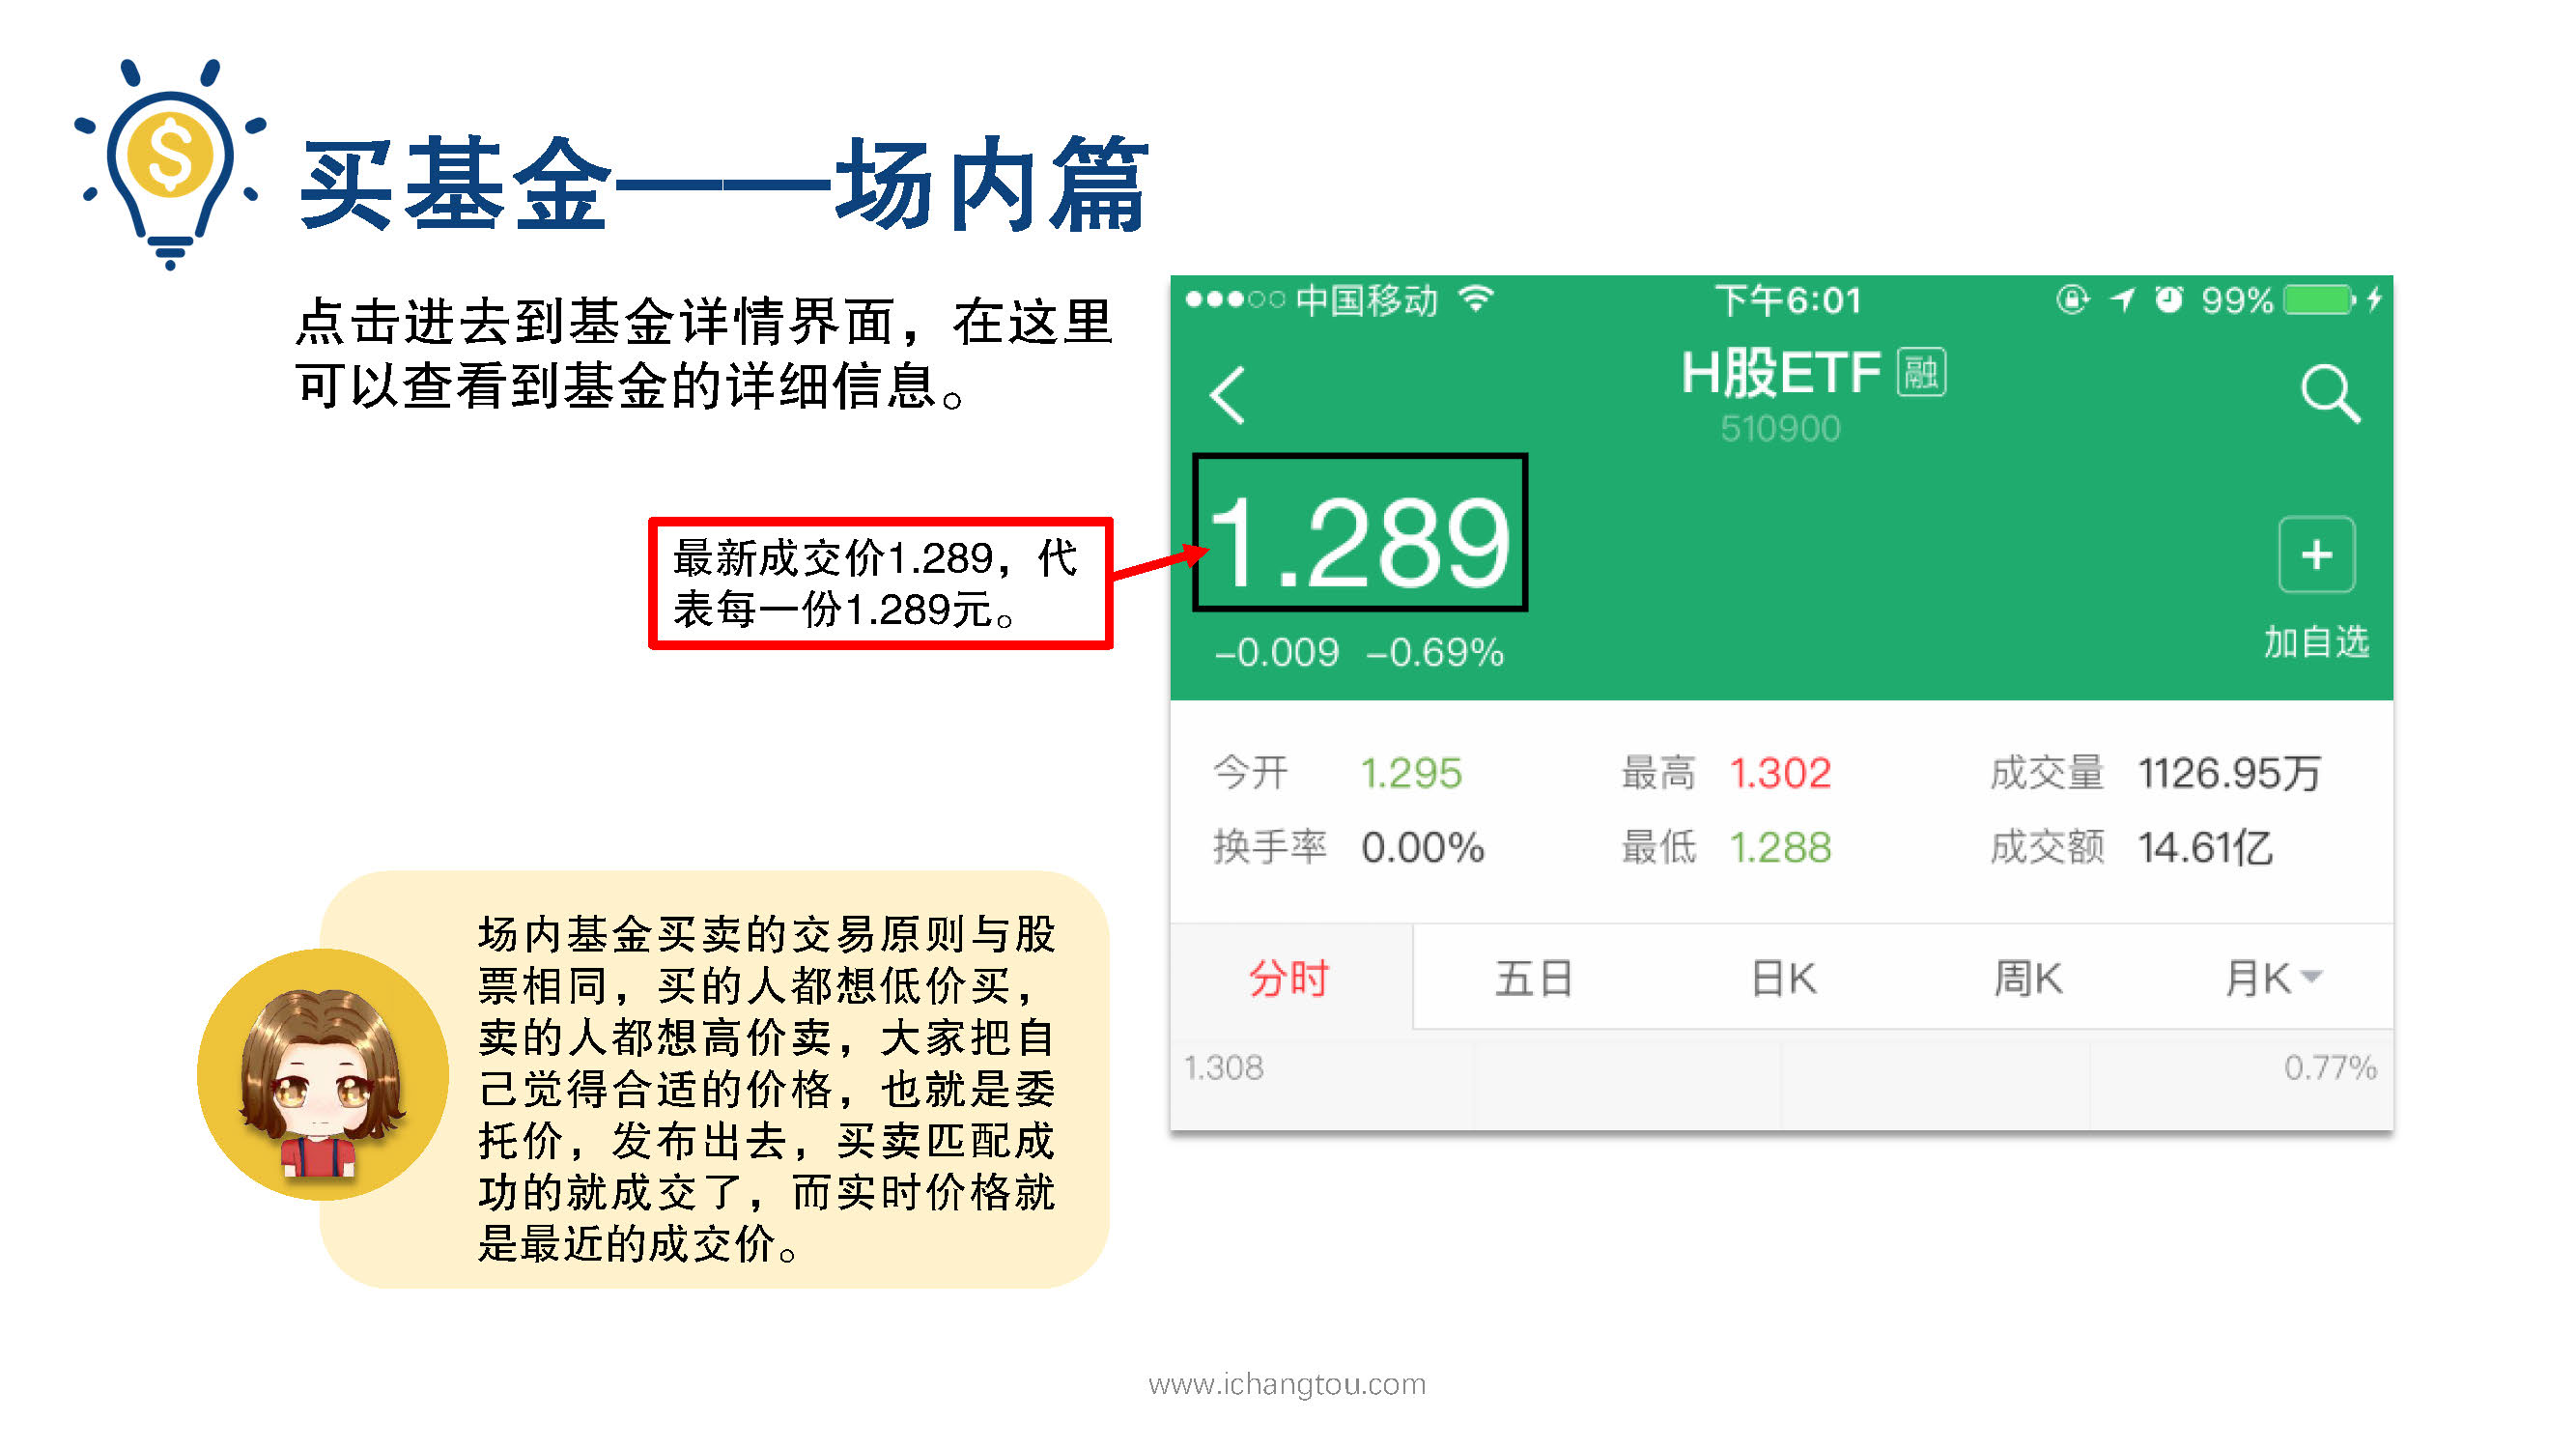 买基金——场内篇
点击进去到基金详情界面，在这里
可以查看到基金的详细信息。
最新成交价1.289，代
表每一份1.289元。
场内基金买卖的交易原则与股
票相同，买的人都想低价买，
卖的人都想高价卖，大家把自
己觉得合适的价格，也就是委
托价，发布出去，买卖匹配成
功的就成交了，而实时价格就
是最近的成交价。
中国移动 下午6:01 99%
H股ETF 融
510900
1.289
-0.009 -0.69%
加自选
今开 1.295 最高 1.302 成交量 1126.95万
换手率 0.00% 最低 1.288 成交额 14.61亿
分时 五日 日K 周K 月K
1.308 0.77%
www.ichangtou.com